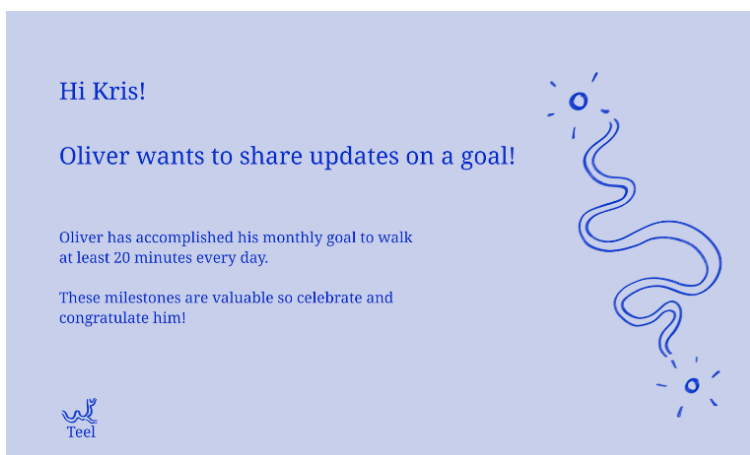 Hi Kris!
Oliver wants to share updates on a goal!
Oliver has accomplished his monthly goal to walk
at least 20 minutes every day.
These milestones are valuable so celebrate and
congratulate him!
Teel